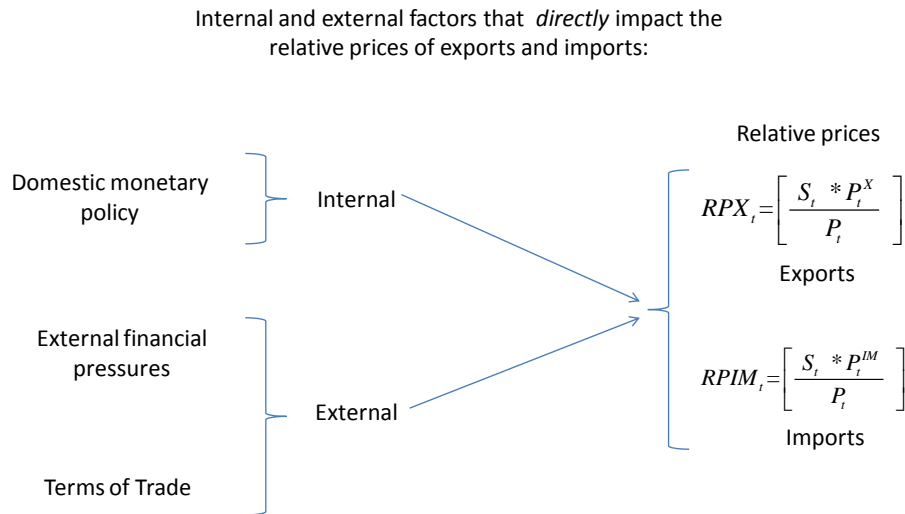 Internal and external factors that directly impact the
relative prices of exports and imports:
Domestic monetary
policy
Internal
External financial
pressures
External
Terms of Trade
Relative prices
RPX_t = [ S_t * P_t^X / P_t ]
Exports
RPIM_t = [ S_t * P_t^IM / P_t ]
Imports